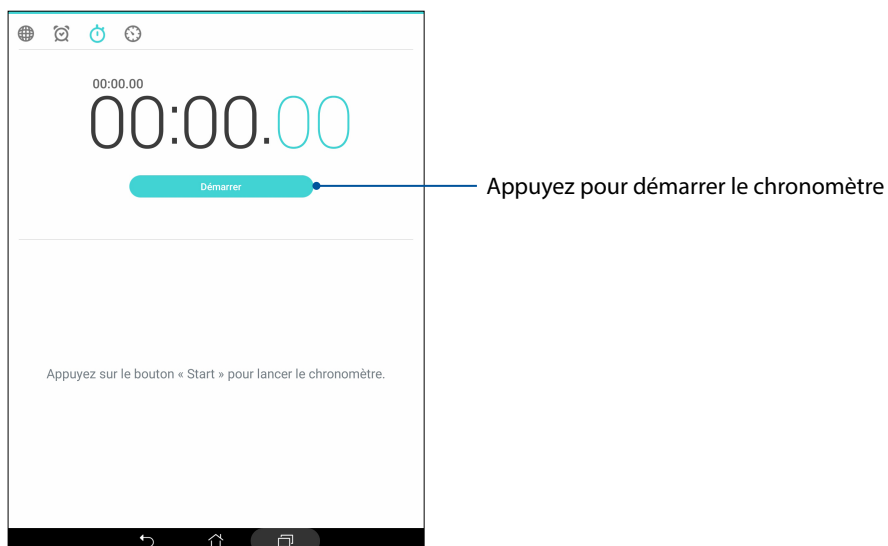 00:00.00
00:00.00
Démarrer
Appuyez pour démarrer le chronomètre
Appuyez sur le bouton « Start » pour lancer le chronomètre.